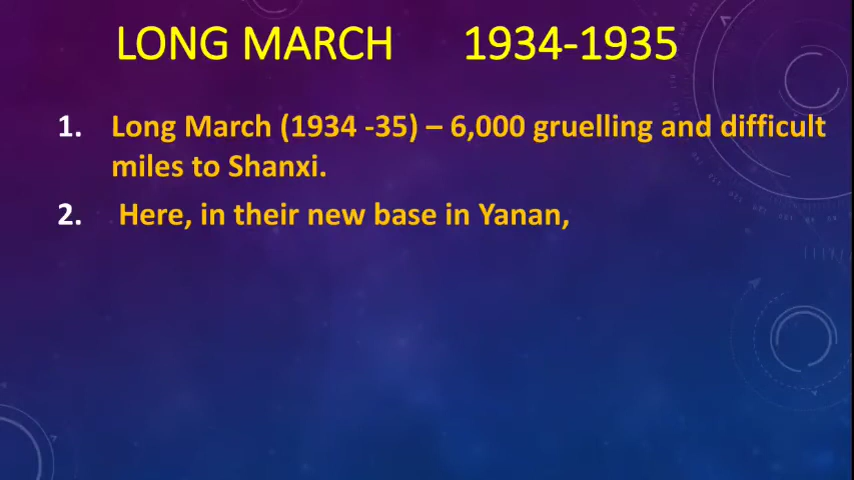 LONG MARCH 1934-1935
1. Long March (1934 -35) – 6,000 gruelling and difficult
miles to Shanxi.
2. Here, in their new base in Yanan,